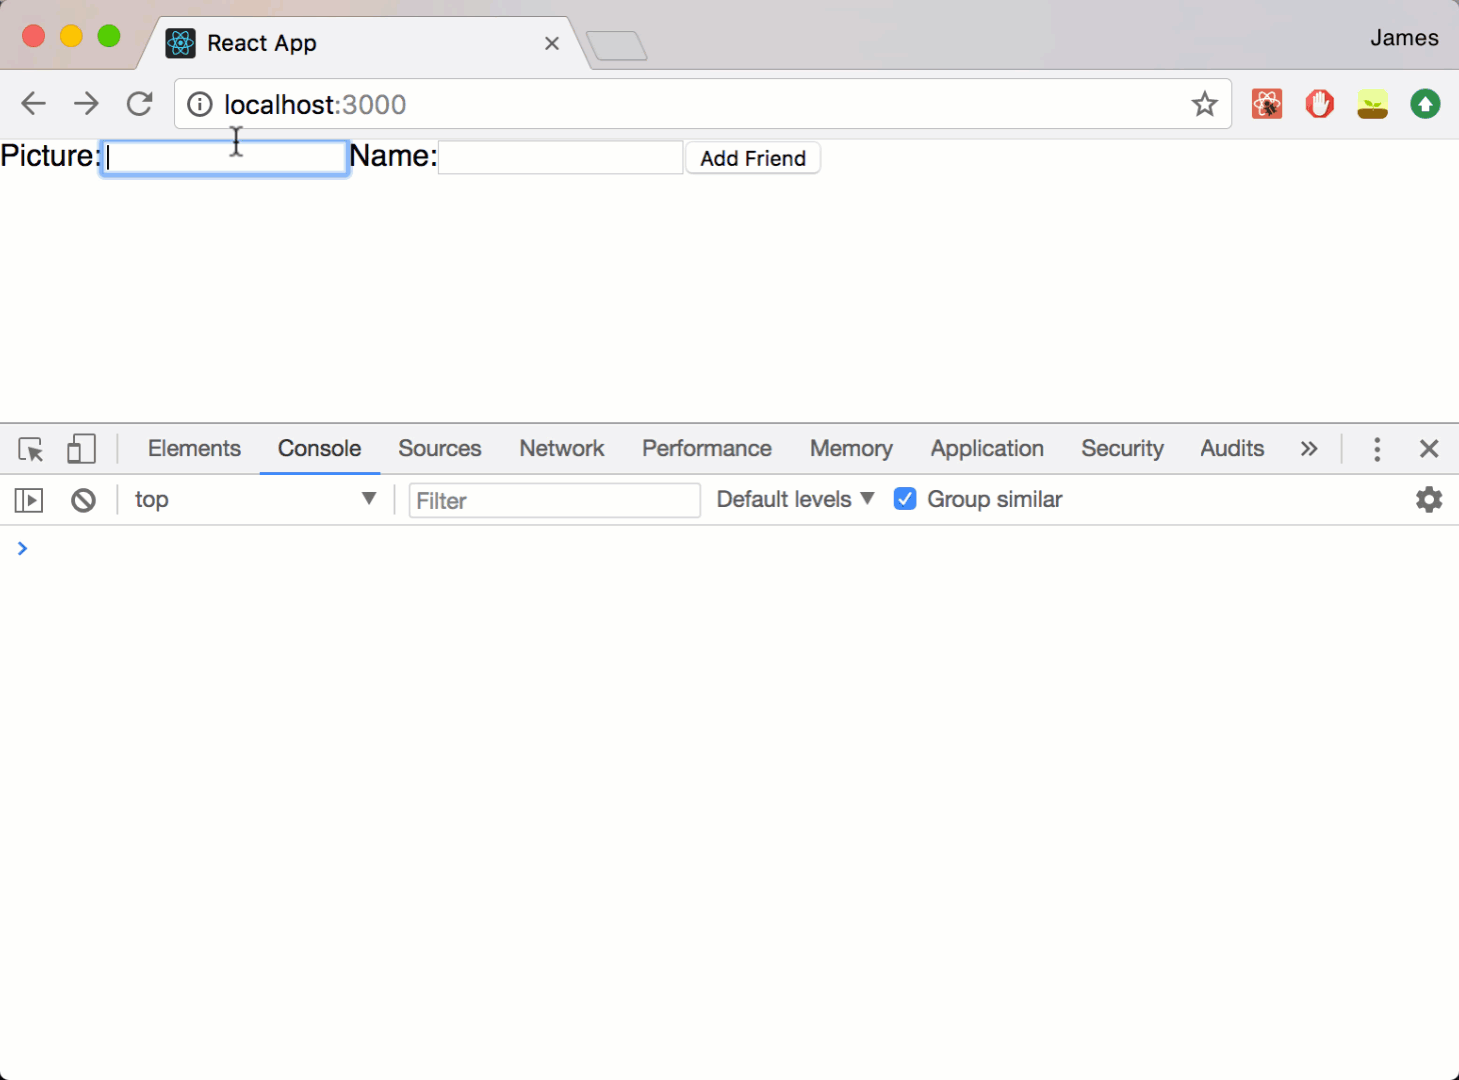 React App
James
localhost:3000
Picture: Name: Add Friend
Elements Console Sources Network Performance Memory Application Security Audits »
top Filter Default levels Group similar